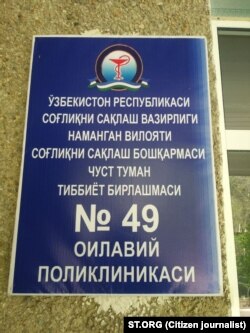 ЎЗБЕКИСТОН РЕСПУБЛИКАСИ
СОҒЛИҚНИ САҚЛАШ ВАЗИРЛИГИ
НАМАНГАН ВИЛОЯТИ
СОҒЛИҚНИ САҚЛАШ БОШҚАРМАСИ
ЧУСТ ТУМАН
ТИББИЁТ БИРЛАШМАСИ
№ 49
ОИЛАВИЙ
ПОЛИКЛИНИКАСИ
ST.ORG (Citizen journalist)